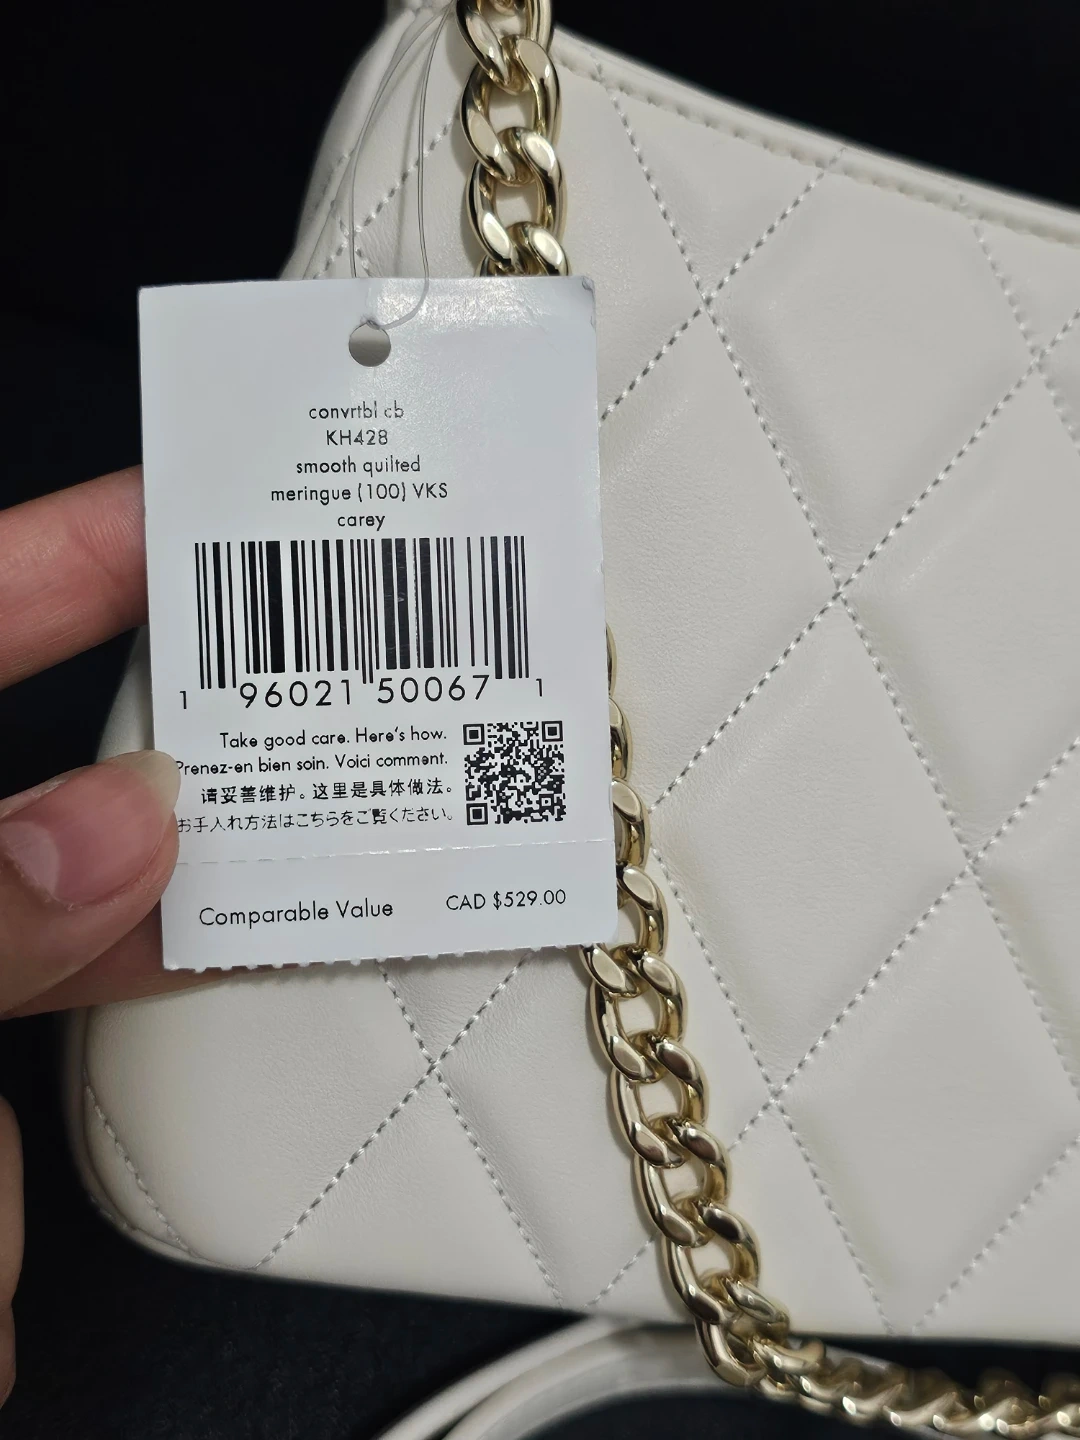 convrtbl cb
KH428
smooth quilted
meringue (100) VKS
carey
1 96021 50067 1
Take good care. Here's how.
Prenez-en bien soin. Voici comment.
请妥善维护。这里是具体做法。
お手入れ方法はこちらをご覧ください。
Comparable Value CAD $529.00